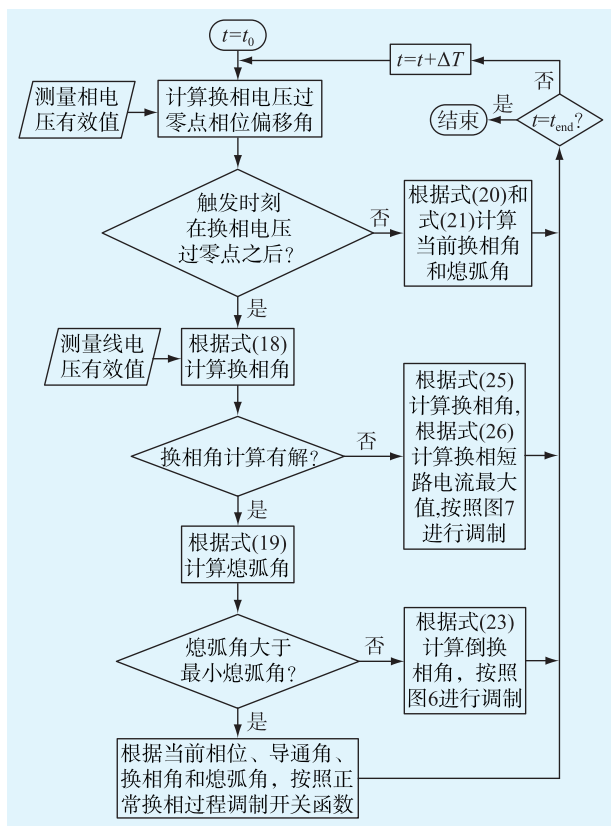 t=t0
t=t+ΔT
否
测量相电
压有效值
计算换相电压过
零点相位偏移角
结束
是
t=tend?
触发时刻
在换相电压
过零点之后?
否
根据式(20)和
式(21)计算
当前换相角
和熄弧角
是
测量线电
压有效值
根据式(18)
计算换相角
换相角计算有解?
否
根据式(25)
计算换相角,
根据式(26)
计算换相短
路电流最大
值,按照图7
进行调制
是
根据式(19)
计算熄弧角
熄弧角大于
最小熄弧角?
否
根据式(23)
计算倒换
相角，按照
图6进行调制
是
根据当前相位、导通角、
换相角和熄弧角，按照正
常换相过程调制开关函数